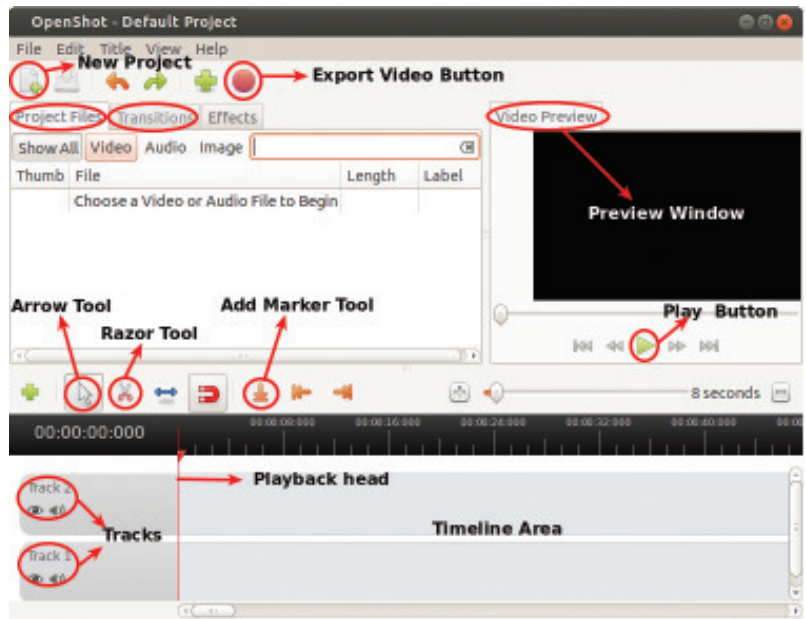 OpenShot - Default Project
File Edit Title View Help
New Project
Export Video Button
Project Files Transitions Effects
Video Preview
Show All Video Audio Image
Thumb File Length Label
Choose a Video or Audio File to Begin
Preview Window
Arrow Tool
Add Marker Tool
Razor Tool
Play Button
8 seconds
00:00:00:000
00:00:08:000 00:00:16:000 00:00:24:000 00:00:32:000 00:00:40:000
Playback head
Track 2
Tracks
Timeline Area
Track 1